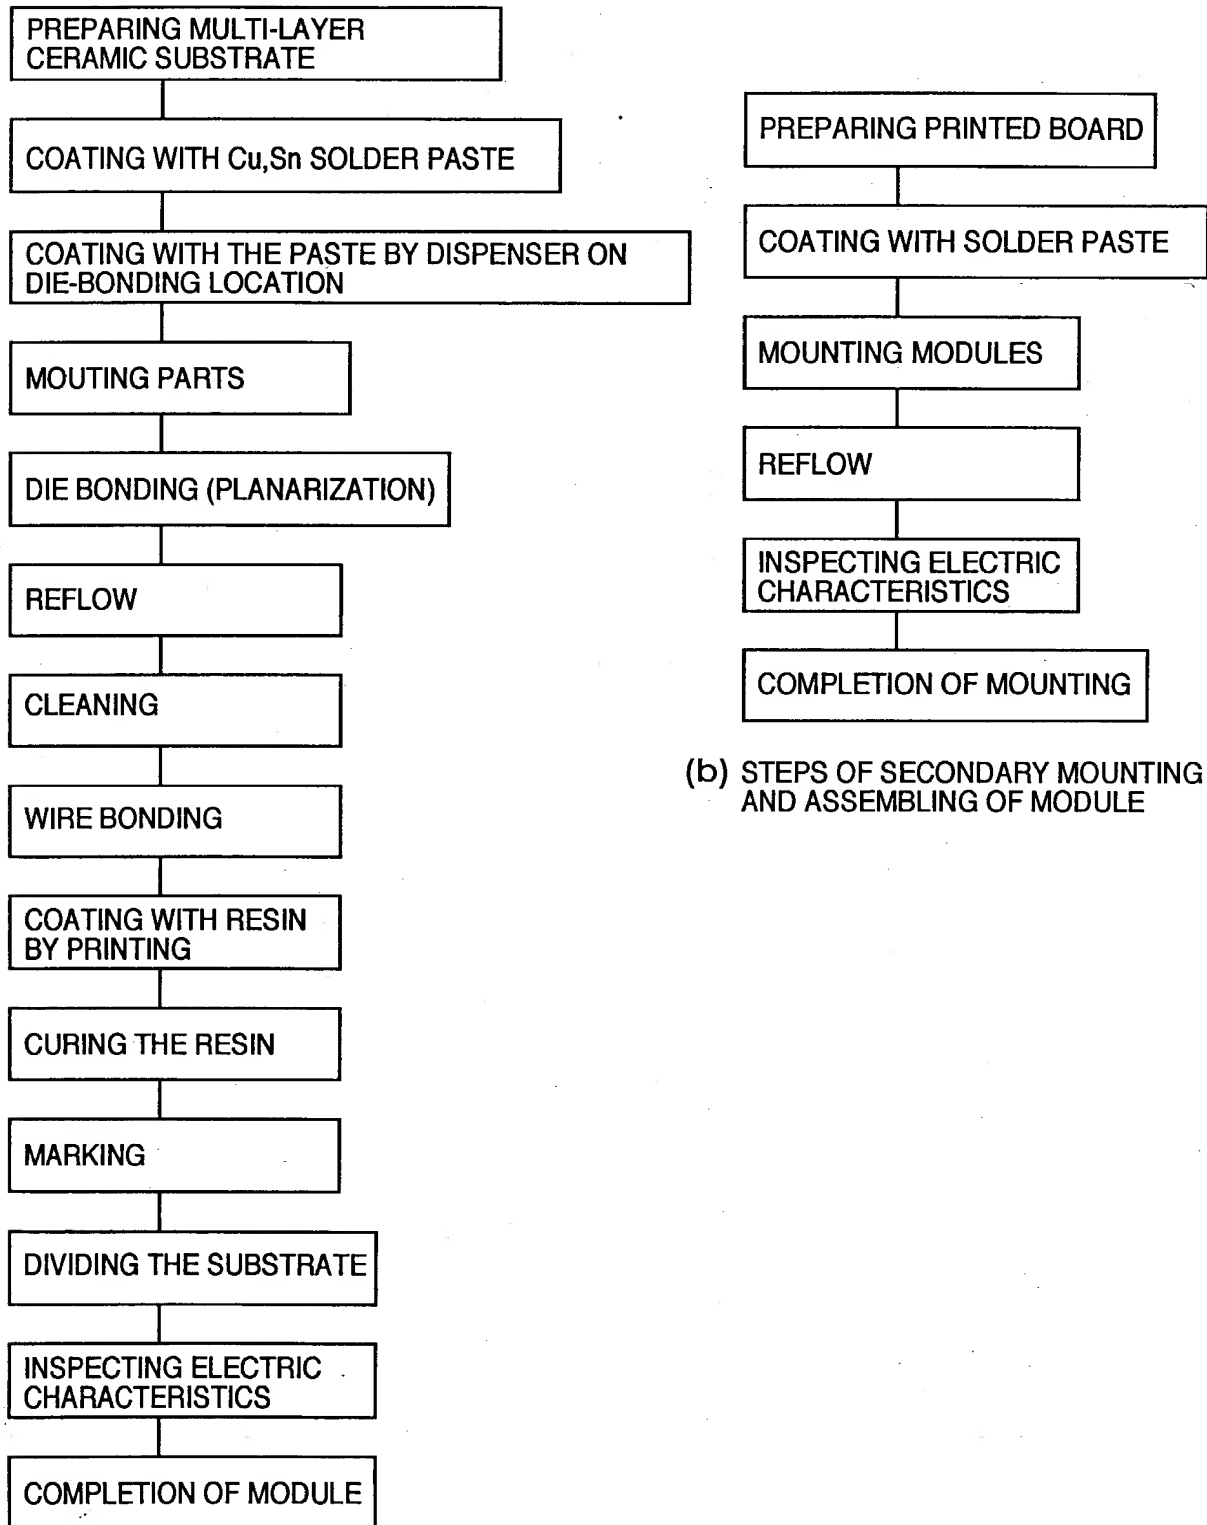 PREPARING MULTI-LAYER
CERAMIC SUBSTRATE
COATING WITH Cu,Sn SOLDER PASTE
COATING WITH THE PASTE BY DISPENSER ON
DIE-BONDING LOCATION
MOUTING PARTS
DIE BONDING (PLANARIZATION)
REFLOW
CLEANING
WIRE BONDING
COATING WITH RESIN
BY PRINTING
CURING THE RESIN
MARKING
DIVIDING THE SUBSTRATE
INSPECTING ELECTRIC
CHARACTERISTICS
COMPLETION OF MODULE
PREPARING PRINTED BOARD
COATING WITH SOLDER PASTE
MOUNTING MODULES
REFLOW
INSPECTING ELECTRIC
CHARACTERISTICS
COMPLETION OF MOUNTING
(b) STEPS OF SECONDARY MOUNTING
AND ASSEMBLING OF MODULE